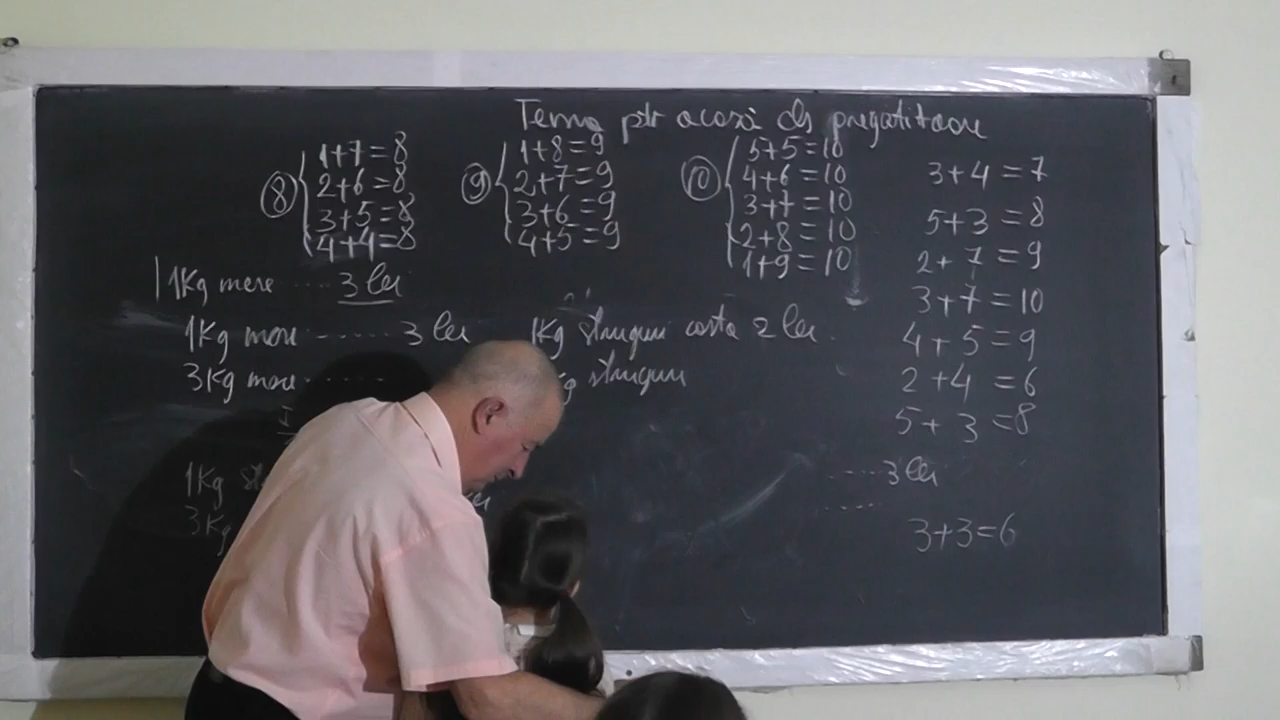 Tema ptr acasă cls pregatitoare
8
1+7=8
2+6=8
3+5=8
4+4=8
9
1+8=9
2+7=9
3+6=9
4+5=9
10
5+5=10
4+6=10
3+7=10
2+8=10
1+9=10
3+4=7
5+3=8
2+7=9
3+7=10
4+5=9
2+4=6
5+3=8
1Kg mere ..... 3 lei
1Kg mere ...... 3 lei
3Kg mere ......
1Kg struguri costa 2 lei.
struguri
1Kg
3Kg
....3 lei
....
3+3=6